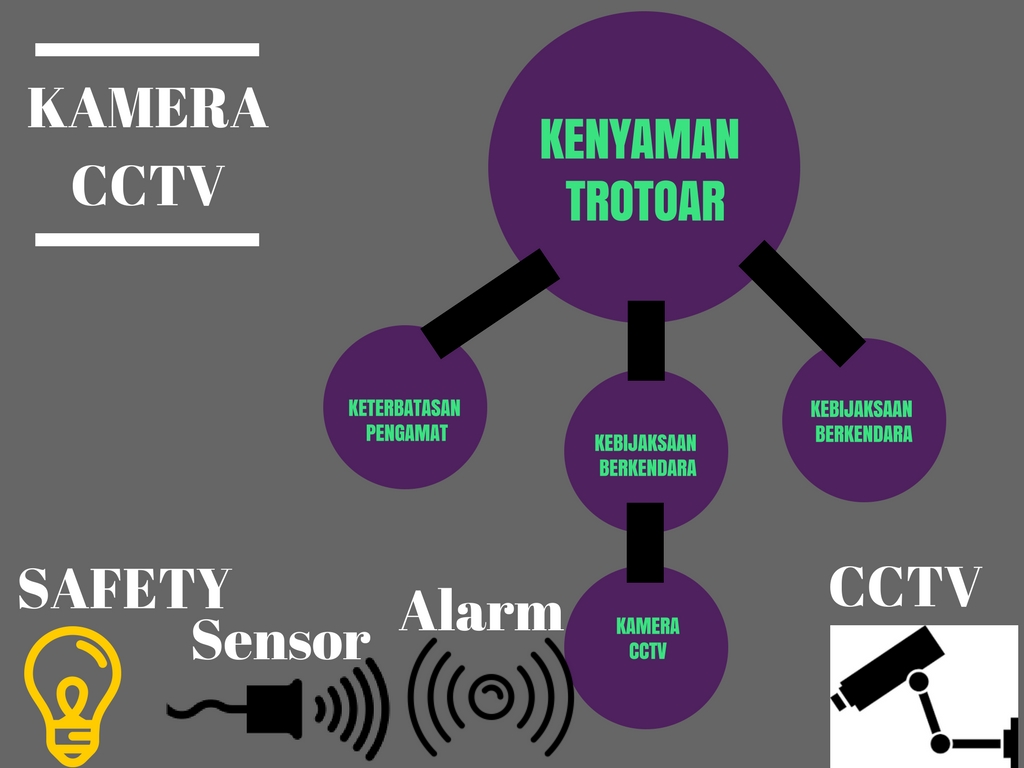 KAMERA
CCTV
KENYAMAN
TROTOAR
KETERBATASAN
PENGAMAT
KEBIJAKSAAN
BERKENDARA
KEBIJAKSAAN
BERKENDARA
KAMERA
CCTV
SAFETY
Sensor
Alarm
CCTV